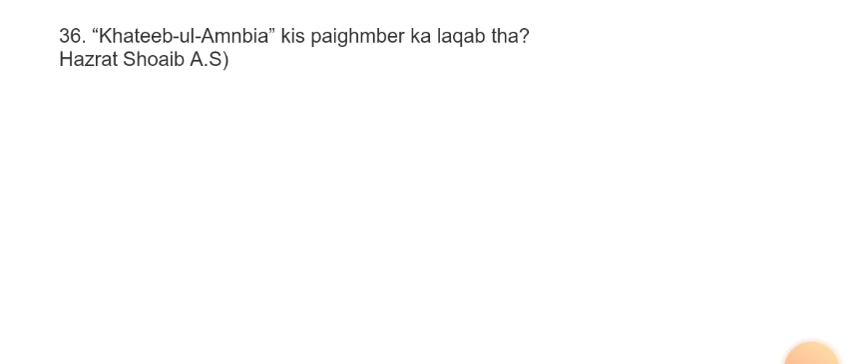 36. “Khateeb-ul-Amnbia” kis paighmber ka laqab tha?
Hazrat Shoaib A.S)